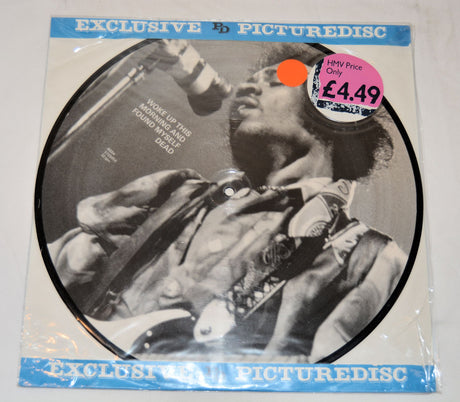 EXCLUSIVE PD PICTUREDISC
HMV Price
Only
£4.49
WOKE UP THIS
MORNING AND
FOUND MYSELF
DEAD
EXCLUSIVE PICTUREDISC